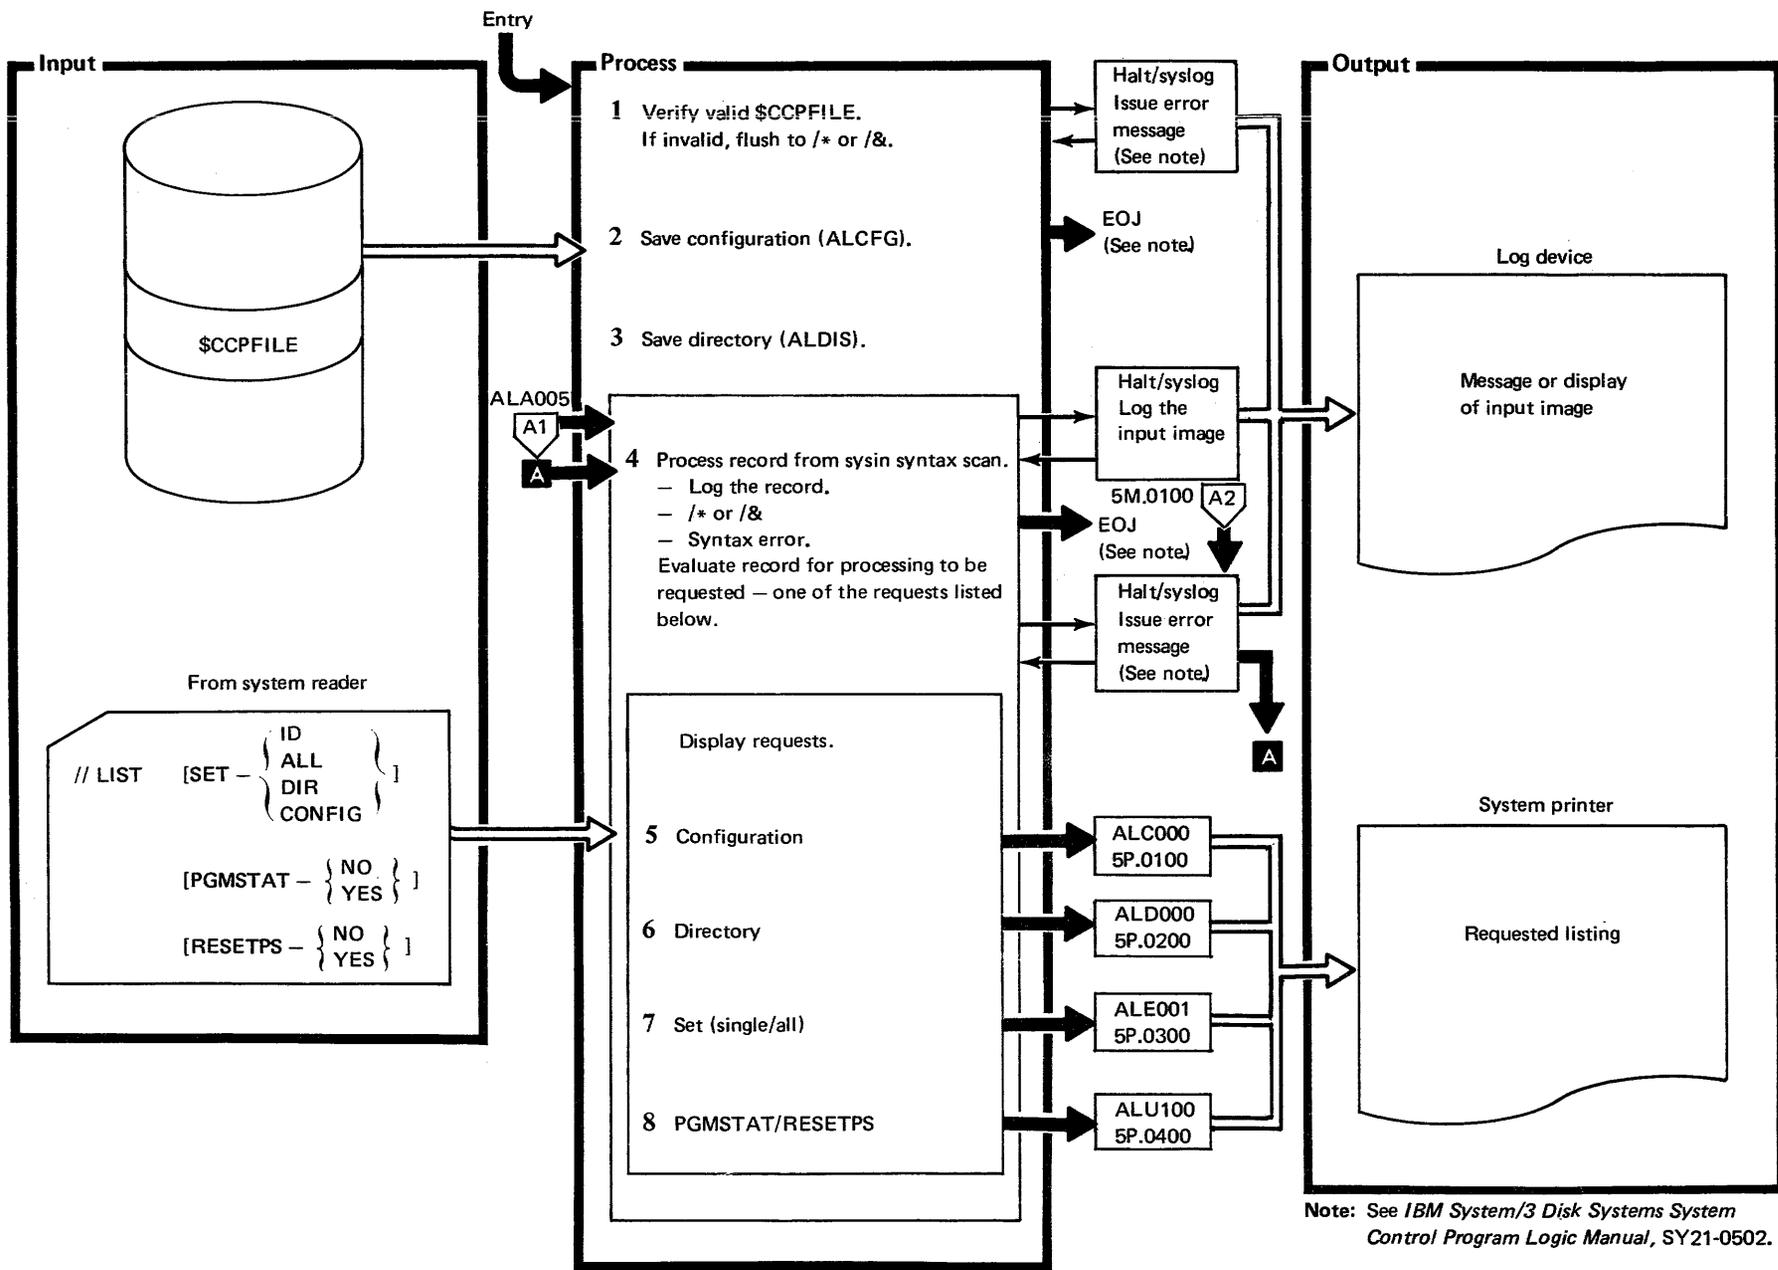 Entry
Input
$CCPFILE
From system reader
// LIST [SET – { ID
ALL
DIR
CONFIG } ]
[PGMSTAT – { NO
YES } ]
[RESETPS – { NO
YES } ]
Process
1 Verify valid $CCPFILE.
If invalid, flush to /* or /&.
2 Save configuration (ALCFG).
3 Save directory (ALDIS).
ALA005
A1
A
4 Process record from sysin syntax scan.
– Log the record.
– /* or /&
– Syntax error.
Evaluate record for processing to be
requested – one of the requests listed
below.
Display requests.
5 Configuration
6 Directory
7 Set (single/all)
8 PGMSTAT/RESETPS
Halt/syslog
Issue error
message
(See note)
EOJ
(See note.)
Halt/syslog
Log the
input image
5M.0100
A2
EOJ
(See note.)
Halt/syslog
Issue error
message
(See note.)
A
ALC000
5P.0100
ALD000
5P.0200
ALE001
5P.0300
ALU100
5P.0400
Output
Log device
Message or display
of input image
System printer
Requested listing
Note: See IBM System/3 Disk Systems System
Control Program Logic Manual, SY21-0502.